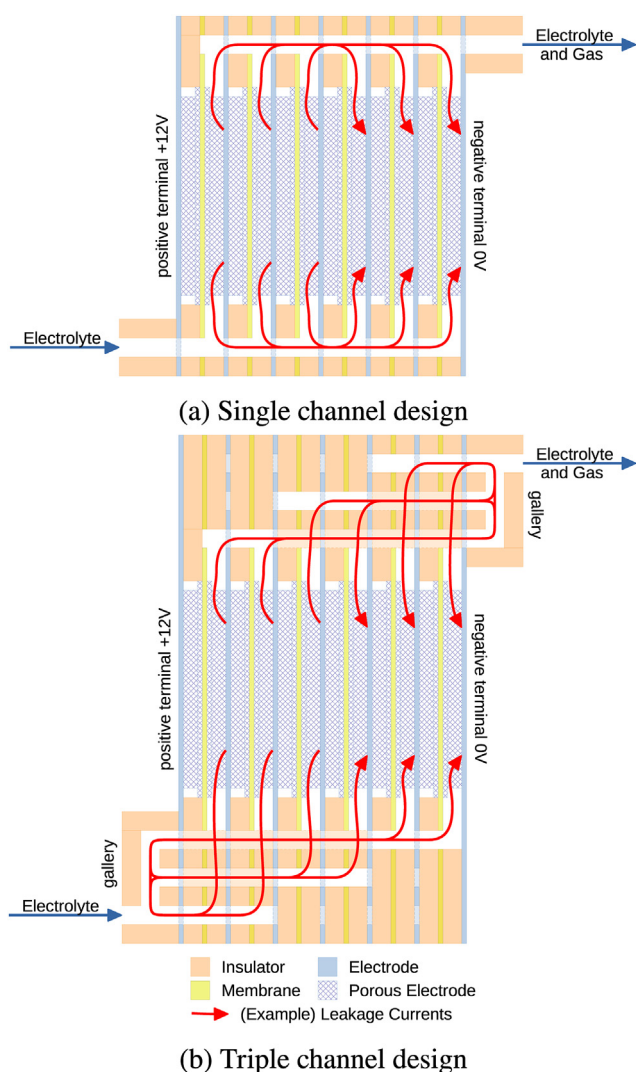 Electrolyte
and Gas
positive terminal +12V
negative terminal 0V
Electrolyte
(a) Single channel design
Electrolyte
and Gas
gallery
positive terminal +12V
negative terminal 0V
gallery
Electrolyte
Insulator
Electrode
Membrane
Porous Electrode
(Example) Leakage Currents
(b) Triple channel design